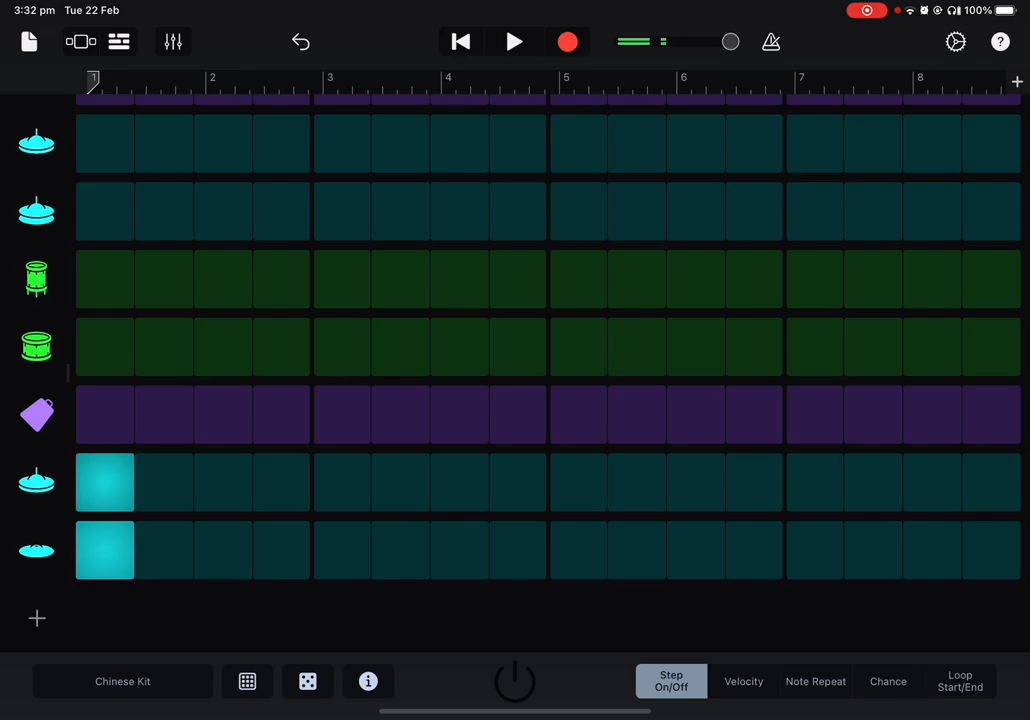 3:32 pm Tue 22 Feb
100%
?
1 2 3 4 5 6 7 8 +
+
Chinese Kit
i
Step On/Off
Velocity
Note Repeat
Chance
Loop Start/End